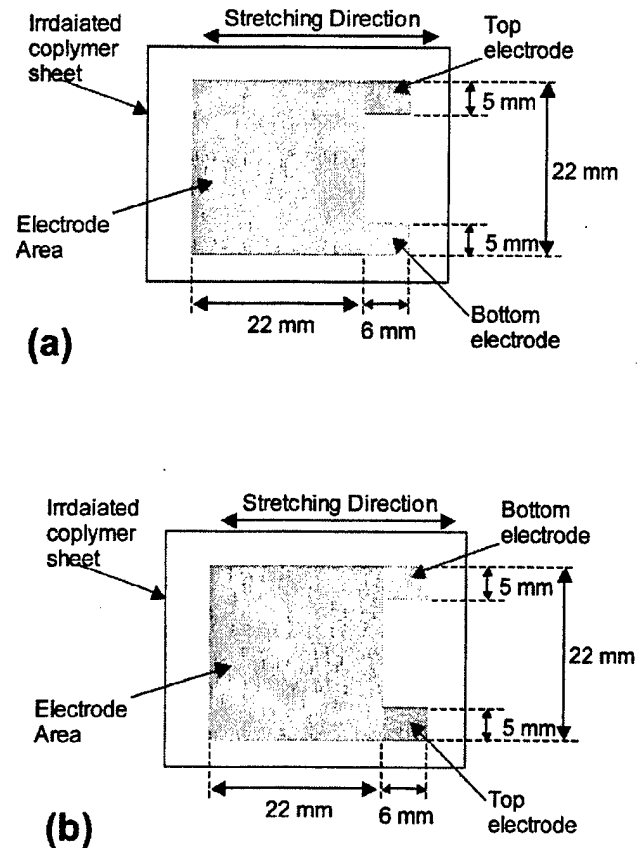 Irrdaiated
coplymer
sheet
Stretching Direction
Top
electrode
5 mm
22 mm
Electrode
Area
5 mm
22 mm
6 mm
Bottom
electrode
(a)
Irrdaiated
coplymer
sheet
Stretching Direction
Bottom
electrode
5 mm
22 mm
Electrode
Area
5 mm
22 mm
6 mm
Top
electrode
(b)